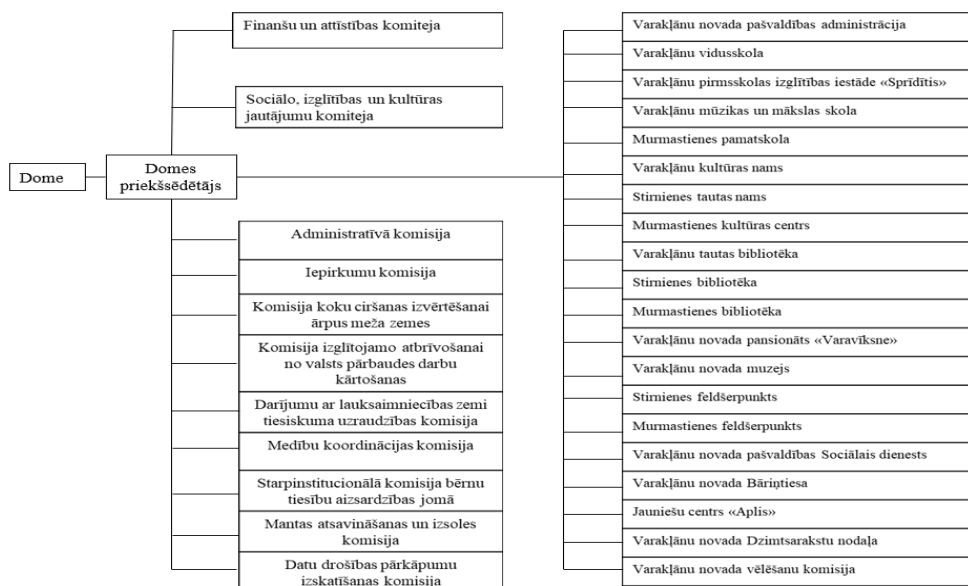 Dome
Domes
priekšsēdētājs
Finanšu un attīstības komiteja
Sociālo, izglītības un kultūras
jautājumu komiteja
Administratīvā komisija
Iepirkumu komisija
Komisija koku ciršanas izvērtēšanai
ārpus meža zemes
Komisija izglītojamo atbrīvošanai
no valsts pārbaudes darbu
kārtošanas
Darījumu ar lauksaimniecības zemi
tiesiskuma uzraudzības komisija
Medību koordinācijas komisija
Starpinstitucionālā komisija bērnu
tiesību aizsardzības jomā
Mantas atsavināšanas un izsoles
komisija
Datu drošības pārkāpumu
izskatīšanas komisija
Varakļānu novada pašvaldības administrācija
Varakļānu vidusskola
Varakļānu pirmsskolas izglītības iestāde «Sprīdītis»
Varakļānu mūzikas un mākslas skola
Murmastienes pamatskola
Varakļānu kultūras nams
Stirnienes tautas nams
Murmastienes kultūras centrs
Varakļānu tautas bibliotēka
Stirnienes bibliotēka
Murmastienes bibliotēka
Varakļānu novada pansionāts «Varavīksne»
Varakļānu novada muzejs
Stirnienes feldšerpunkts
Murmastienes feldšerpunkts
Varakļānu novada pašvaldības Sociālais dienests
Varakļānu novada Bāriņtiesa
Jauniešu centrs «Aplis»
Varakļānu novada Dzimtsarakstu nodaļa
Varakļānu novada vēlēšanu komisija